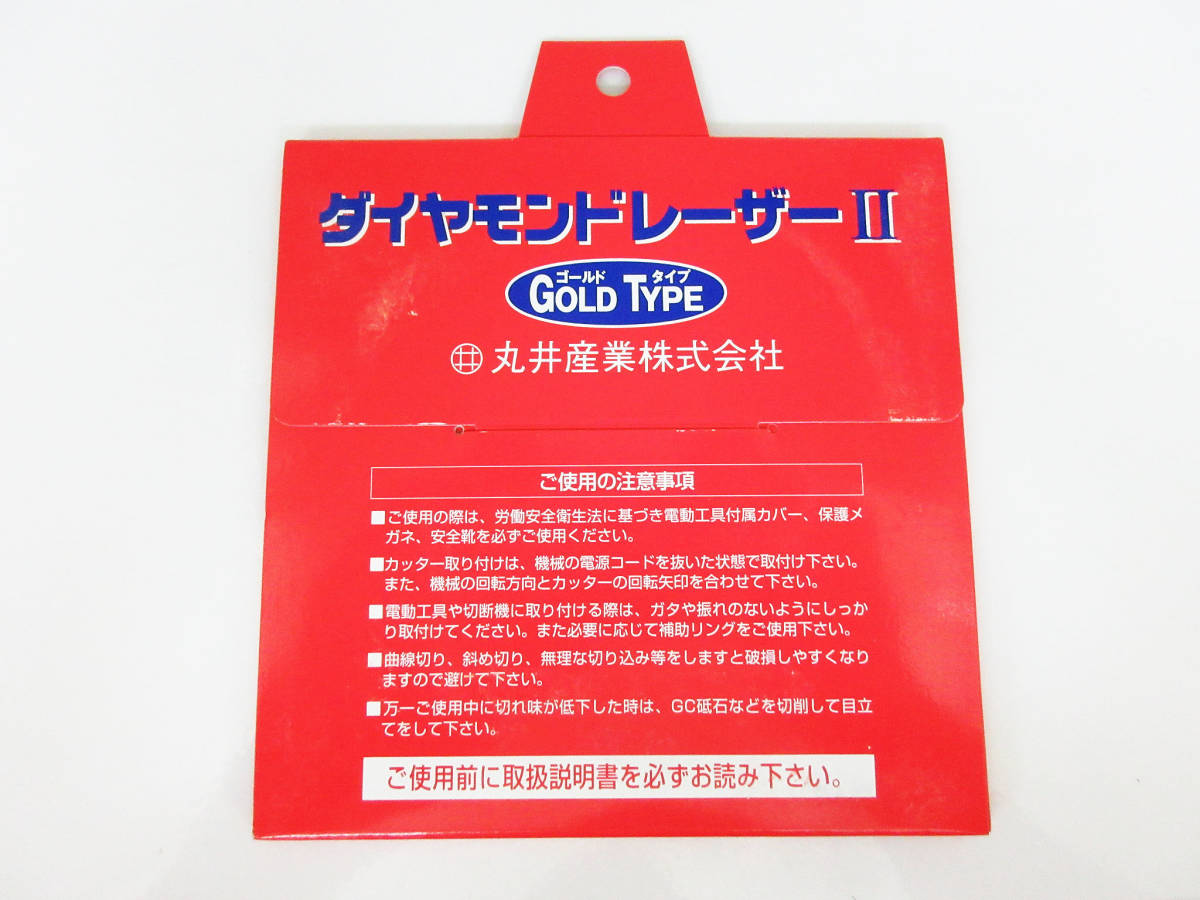 ダイヤモンドレーザーⅡ
ゴールド タイプ
GOLD TYPE
丸井産業株式会社
ご使用の注意事項
■ご使用の際は、労働安全衛生法に基づき電動工具付属カバー、保護メ
ガネ、安全靴を必ずご使用ください。
■カッター取り付けは、機械の電源コードを抜いた状態で取付け下さい。
また、機械の回転方向とカッターの回転矢印を合わせて下さい。
■電動工具や切断機に取り付ける際は、ガタや振れのないようにしっか
り取付けてください。また必要に応じて補助リングをご使用下さい。
■曲線切り、斜め切り、無理な切り込み等をしますと破損しやすくなり
ますので避けて下さい。
■万一ご使用中に切れ味が低下した時は、GC砥石などを切削して目立
てをして下さい。
ご使用前に取扱説明書を必ずお読み下さい。